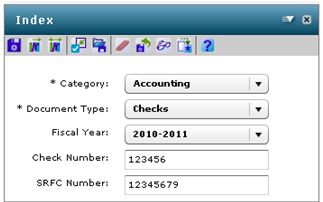 Index
* Category: Accounting
* Document Type: Checks
Fiscal Year: 2010-2011
Check Number: 123456
SRFC Number: 12345679